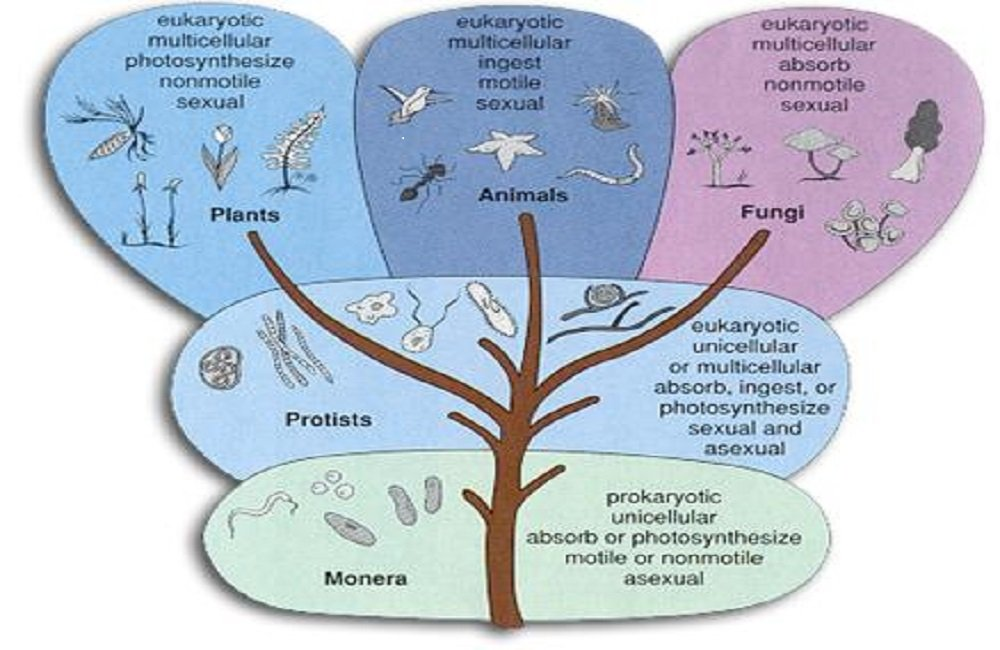 eukaryotic
multicellular
photosynthesize
nonmotile
sexual
Plants
eukaryotic
multicellular
ingest
motile
sexual
Animals
eukaryotic
multicellular
absorb
nonmotile
sexual
Fungi
Protists
eukaryotic
unicellular
or multicellular
absorb, ingest, or
photosynthesize
sexual and
asexual
Monera
prokaryotic
unicellular
absorb or photosynthesize
motile or nonmotile
asexual